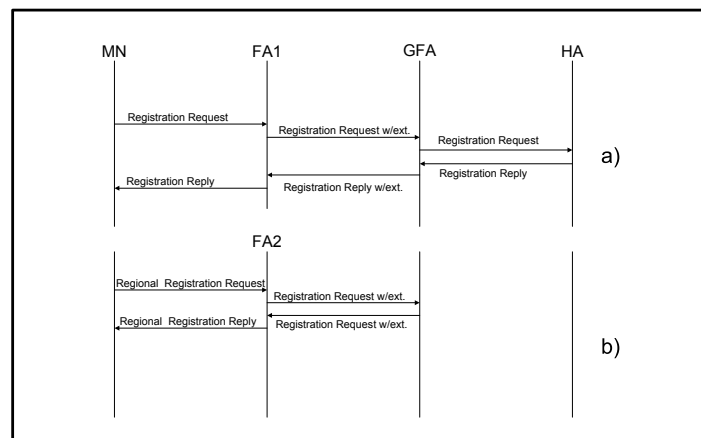 MN FA1 GFA HA
Registration Request
Registration Request w/ext.
Registration Request
a)
Registration Reply
Registration Reply w/ext.
Registration Reply
FA2
Regional Registration Request
Registration Request w/ext.
Registration Request w/ext.
Regional Registration Reply
b)